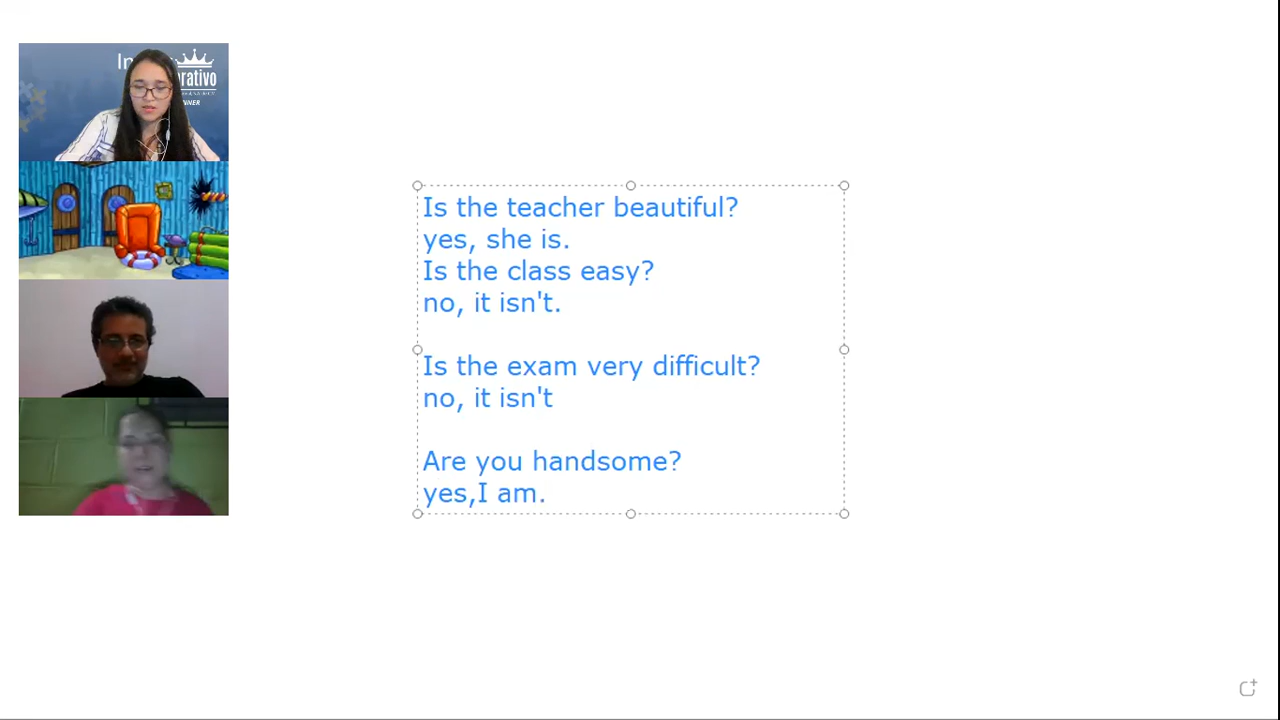 Is the teacher beautiful?
yes, she is.
Is the class easy?
no, it isn't.
Is the exam very difficult?
no, it isn't
Are you handsome?
yes,I am.